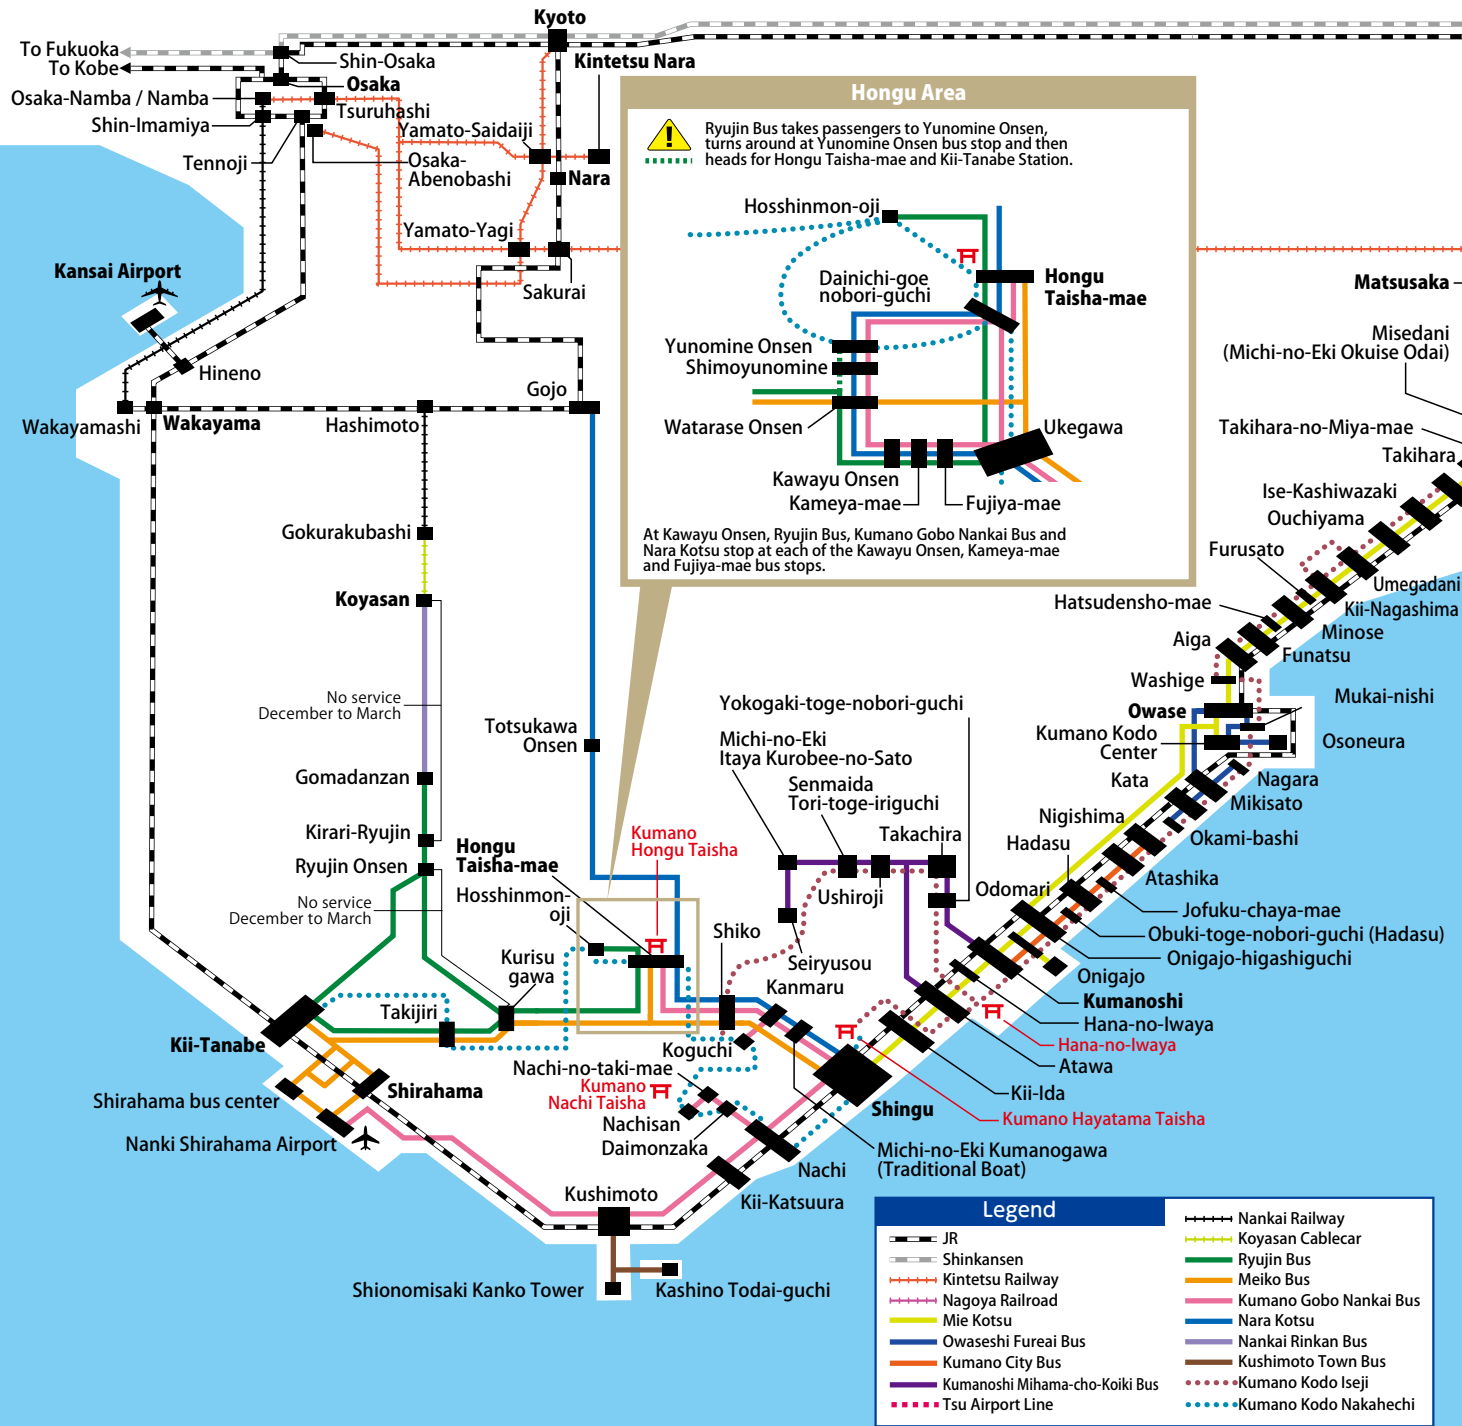 Kyoto
To Fukuoka
Shin-Osaka
To Kobe
Kintetsu Nara
Osaka
Osaka-Namba / Namba
Tsuruhashi
Shin-Imamiya
Yamato-Saidaiji
Tennoji
Osaka-
Abenobashi
Nara
Yamato-Yagi
Sakurai
Kansai Airport
Hineno
Gojo
Wakayamashi
Wakayama
Hashimoto
Hongu Area
Ryujin Bus takes passengers to Yunomine Onsen,
turns around at Yunomine Onsen bus stop and then
heads for Hongu Taisha-mae and Kii-Tanabe Station.
Hosshinmon-oji
Dainichi-goe
nobori-guchi
Hongu
Taisha-mae
Yunomine Onsen
Shimoyunomine
Watarase Onsen
Ukegawa
Kawayu Onsen
Kameya-mae
Fujiya-mae
At Kawayu Onsen, Ryujin Bus, Kumano Gobo Nankai Bus and
Nara Kotsu stop at each of the Kawayu Onsen, Kameya-mae
and Fujiya-mae bus stops.
Matsusaka
Misedani
(Michi-no-Eki Okuise Odai)
Takihara-no-Miya-mae
Takihara
Ise-Kashiwazaki
Ouchiyama
Furusato
Umegadani
Hatsudensho-mae
Kii-Nagashima
Aiga
Minose
Funatsu
Washige
Mukai-nishi
Owase
Kumano Kodo
Center
Osoneura
Kata
Nagara
Mikisato
Nigishima
Okami-bashi
Hadasu
Atashika
Odomari
Jofuku-chaya-mae
Obuki-toge-nobori-guchi (Hadasu)
Onigajo-higashiguchi
Onigajo
Kumanoshi
Hana-no-Iwaya
Hana-no-Iwaya
Atawa
Kii-Ida
Kumano Hayatama Taisha
Gokurakubashi
Koyasan
No service
December to March
Totsukawa
Onsen
Gomadanzan
Kirari-Ryujin
Ryujin Onsen
No service
December to March
Hongu
Taisha-mae
Kumano
Hongu Taisha
Hosshinmon-
oji
Kurisu
gawa
Takijiri
Kii-Tanabe
Shirahama
Shirahama bus center
Nanki Shirahama Airport
Yokogaki-toge-nobori-guchi
Michi-no-Eki
Itaya Kurobee-no-Sato
Senmaida
Tori-toge-iriguchi
Takachira
Ushiroji
Shiko
Seiryusou
Kanmaru
Koguchi
Nachi-no-taki-mae
Kumano
Nachi Taisha
Nachisan
Daimonzaka
Shingu
Michi-no-Eki Kumanogawa
(Traditional Boat)
Nachi
Kii-Katsuura
Kushimoto
Shionomisaki Kanko Tower
Kashino Todai-guchi
Legend
JR
Shinkansen
Kintetsu Railway
Nagoya Railroad
Mie Kotsu
Owaseshi Fureai Bus
Kumano City Bus
Kumanoshi Mihama-cho-Koiki Bus
Tsu Airport Line
Nankai Railway
Koyasan Cablecar
Ryujin Bus
Meiko Bus
Kumano Gobo Nankai Bus
Nara Kotsu
Nankai Rinkan Bus
Kushimoto Town Bus
Kumano Kodo Iseji
Kumano Kodo Nakahechi